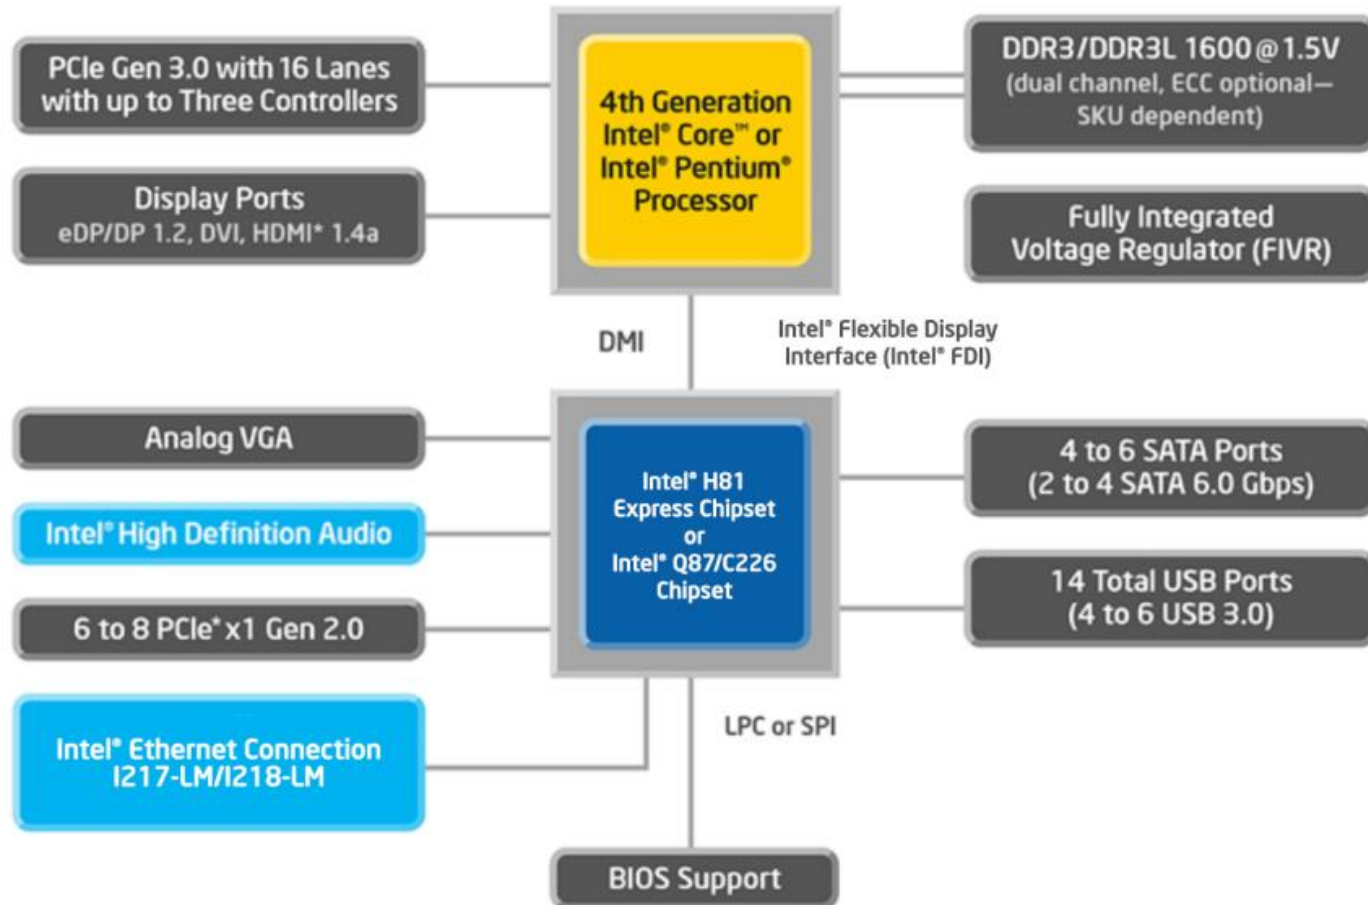 PCIe Gen 3.0 with 16 Lanes
with up to Three Controllers
Display Ports
eDP/DP 1.2, DVI, HDMI* 1.4a
4th Generation
Intel® Core™ or
Intel® Pentium®
Processor
DDR3/DDR3L 1600 @ 1.5V
(dual channel, ECC optional—
SKU dependent)
Fully Integrated
Voltage Regulator (FIVR)
DMI
Intel® Flexible Display
Interface (Intel® FDI)
Analog VGA
Intel® High Definition Audio
6 to 8 PCIe* x1 Gen 2.0
Intel® Ethernet Connection
I217-LM/I218-LM
Intel® H81
Express Chipset
or
Intel® Q87/C226
Chipset
4 to 6 SATA Ports
(2 to 4 SATA 6.0 Gbps)
14 Total USB Ports
(4 to 6 USB 3.0)
LPC or SPI
BIOS Support